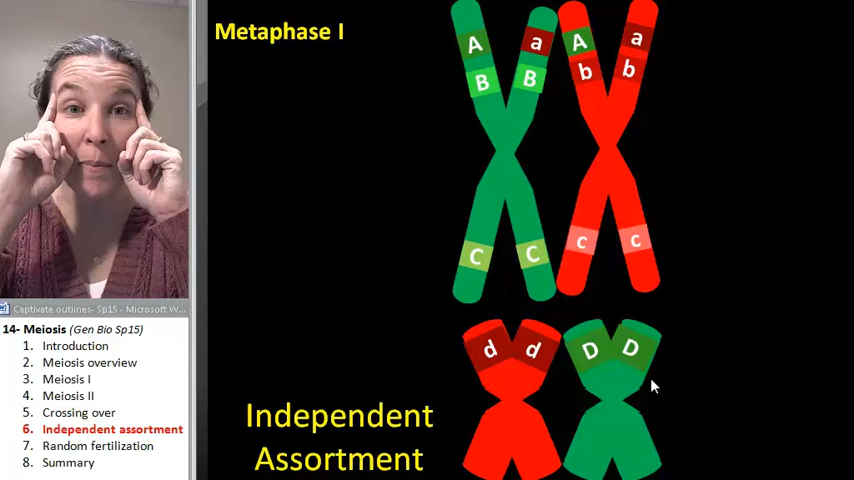 Metaphase I
A a A a
B B b b
C C c c
d d D D
Independent
Assortment
Captivate outlines- Sp15 - Microsoft W...
14- Meiosis (Gen Bio Sp15)
1. Introduction
2. Meiosis overview
3. Meiosis I
4. Meiosis II
5. Crossing over
6. Independent assortment
7. Random fertilization
8. Summary